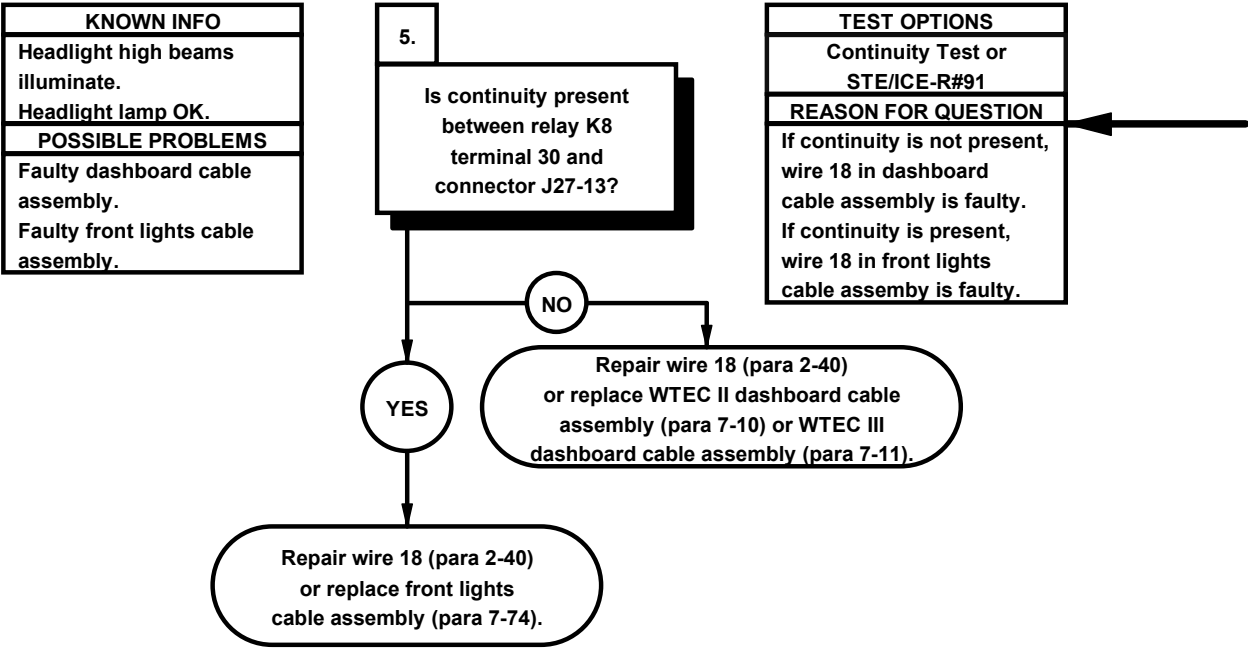 KNOWN INFO
Headlight high beams
illuminate.
Headlight lamp OK.
POSSIBLE PROBLEMS
Faulty dashboard cable
assembly.
Faulty front lights cable
assembly.
5.
Is continuity present
between relay K8
terminal 30 and
connector J27-13?
TEST OPTIONS
Continuity Test or
STE/ICE-R#91
REASON FOR QUESTION
If continuity is not present,
wire 18 in dashboard
cable assembly is faulty.
If continuity is present,
wire 18 in front lights
cable assemby is faulty.
NO
YES
Repair wire 18 (para 2-40)
or replace WTEC II dashboard cable
assembly (para 7-10) or WTEC III
dashboard cable assembly (para 7-11).
Repair wire 18 (para 2-40)
or replace front lights
cable assembly (para 7-74).